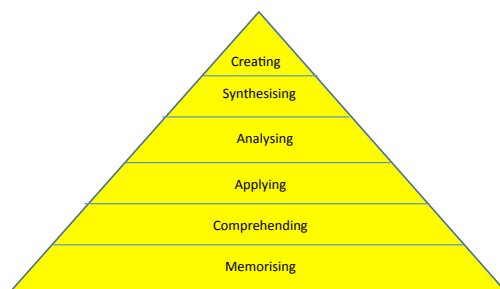 Creating
Synthesising
Analysing
Applying
Comprehending
Memorising